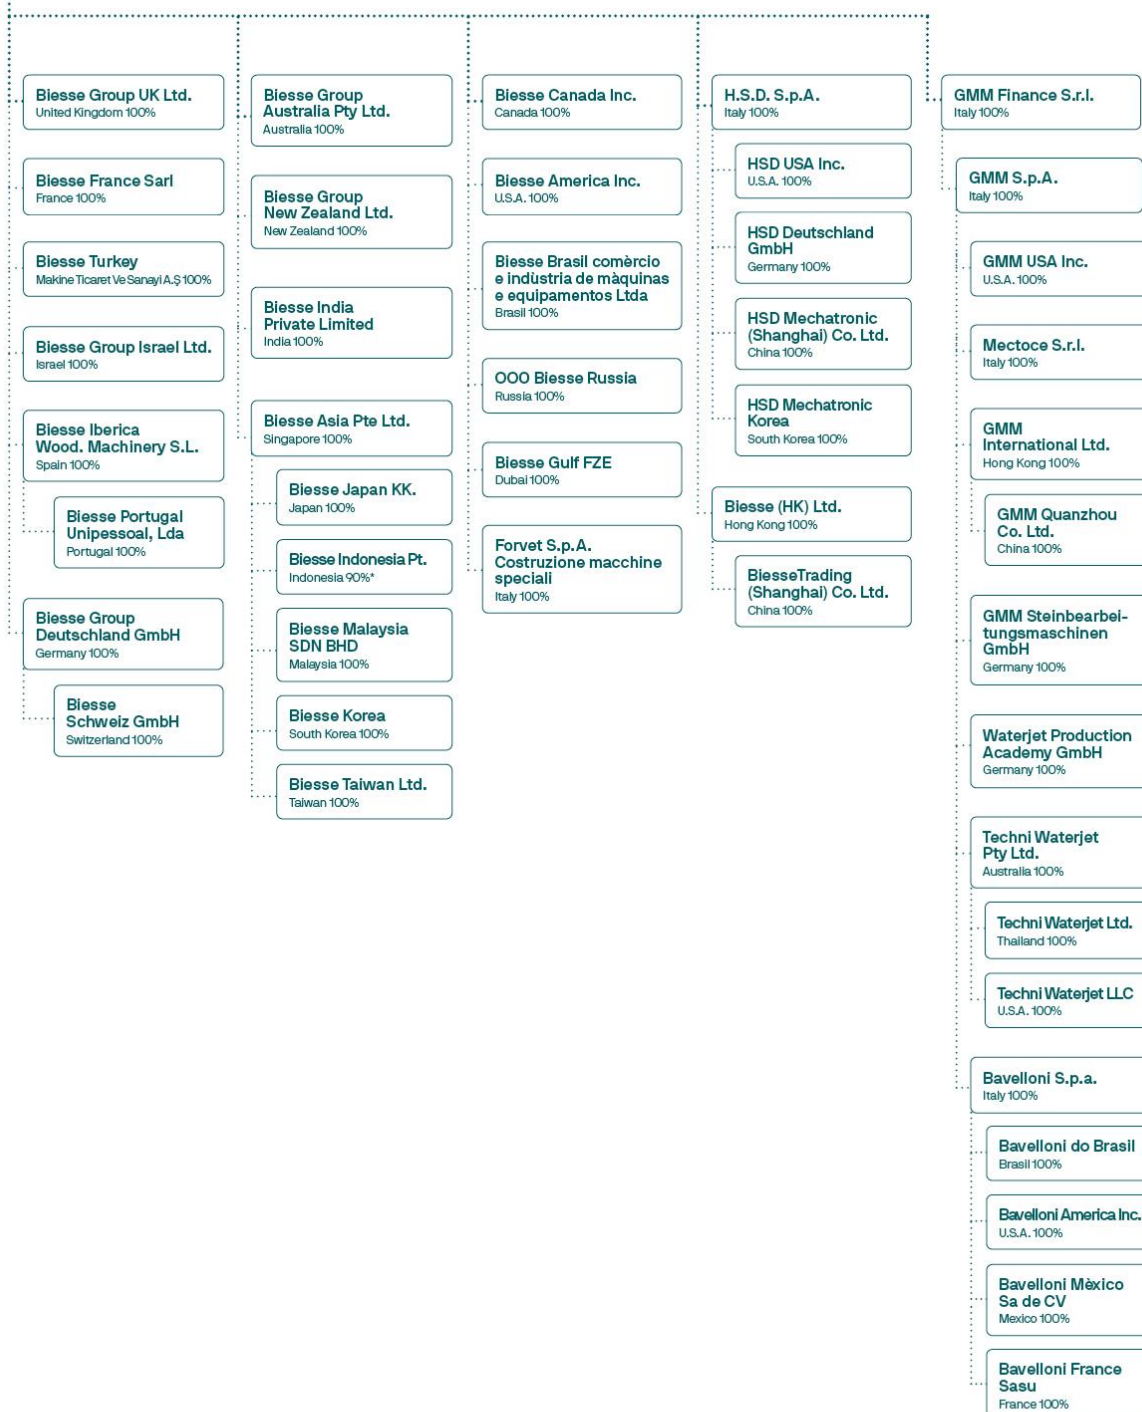 Biesse Group UK Ltd.
United Kingdom 100%
Biesse France Sarl
France 100%
Biesse Turkey
Makine Ticaret Ve Sanayi A.Ş 100%
Biesse Group Israel Ltd.
Israel 100%
Biesse Iberica
Wood. Machinery S.L.
Spain 100%
Biesse Portugal
Unipessoal, Lda
Portugal 100%
Biesse Group
Deutschland GmbH
Germany 100%
Biesse
Schweiz GmbH
Switzerland 100%
Biesse Group
Australia Pty Ltd.
Australia 100%
Biesse Group
New Zealand Ltd.
New Zealand 100%
Biesse India
Private Limited
India 100%
Biesse Asia Pte Ltd.
Singapore 100%
Biesse Japan KK.
Japan 100%
Biesse Indonesia Pt.
Indonesia 90%*
Biesse Malaysia
SDN BHD
Malaysia 100%
Biesse Korea
South Korea 100%
Biesse Taiwan Ltd.
Taiwan 100%
Biesse Canada Inc.
Canada 100%
Biesse America Inc.
U.S.A. 100%
Biesse Brasil comèrcio
e indùstria de màquinas
e equipamentos Ltda
Brasil 100%
OOO Biesse Russia
Russia 100%
Biesse Gulf FZE
Dubai 100%
Forvet S.p.A.
Costruzione macchine
speciali
Italy 100%
H.S.D. S.p.A.
Italy 100%
HSD USA Inc.
U.S.A. 100%
HSD Deutschland
GmbH
Germany 100%
HSD Mechatronic
(Shanghai) Co. Ltd.
China 100%
HSD Mechatronic
Korea
South Korea 100%
Biesse (HK) Ltd.
Hong Kong 100%
BiesseTrading
(Shanghai) Co. Ltd.
China 100%
GMM Finance S.r.l.
Italy 100%
GMM S.p.A.
Italy 100%
GMM USA Inc.
U.S.A. 100%
Mectoce S.r.l.
Italy 100%
GMM
International Ltd.
Hong Kong 100%
GMM Quanzhou
Co. Ltd.
China 100%
GMM Steinbearbei-
tungsmaschinen
GmbH
Germany 100%
Waterjet Production
Academy GmbH
Germany 100%
Techni Waterjet
Pty Ltd.
Australia 100%
Techni Waterjet Ltd.
Thailand 100%
Techni Waterjet LLC
U.S.A. 100%
Bavelloni S.p.a.
Italy 100%
Bavelloni do Brasil
Brasil 100%
Bavelloni America Inc.
U.S.A. 100%
Bavelloni Mèxico
Sa de CV
Mexico 100%
Bavelloni France
Sasu
France 100%